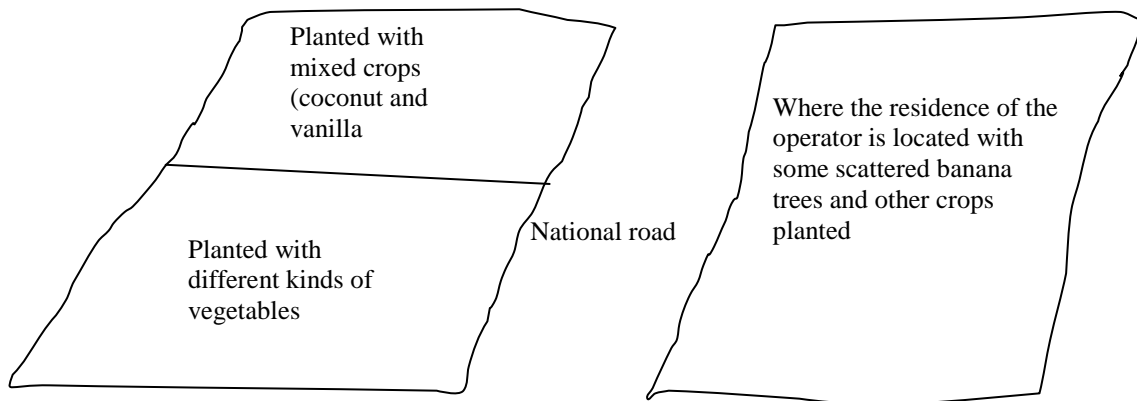 Planted with
mixed crops
(coconut and
vanilla
Planted with
different kinds of
vegetables
National road
Where the residence of the
operator is located with
some scattered banana
trees and other crops
planted